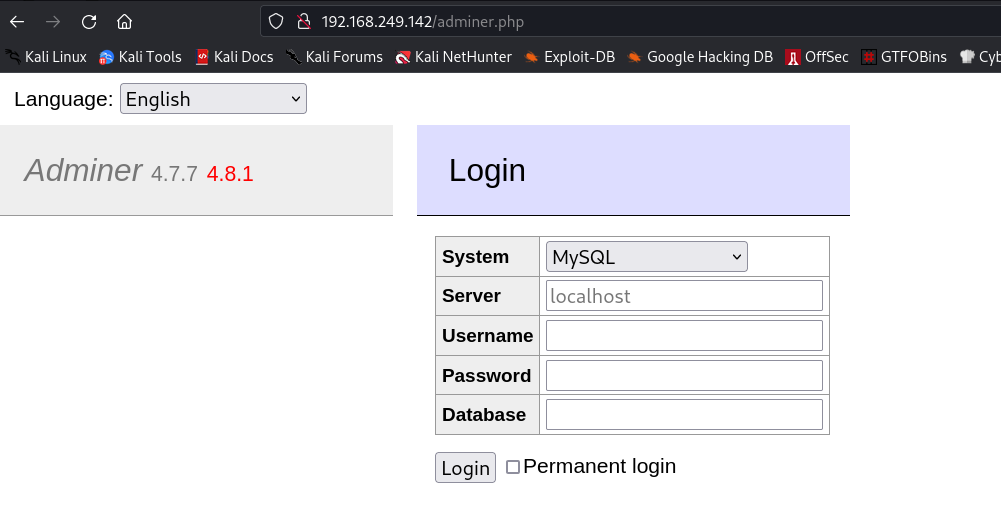 192.168.249.142/adminer.php
Kali Linux Kali Tools Kali Docs Kali Forums Kali NetHunter Exploit-DB Google Hacking DB OffSec GTFOBins Cyb
Language: English
Adminer 4.7.7 4.8.1
Login
System MySQL
Server localhost
Username
Password
Database
Login Permanent login